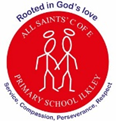 Rooted in God's love
ALL SAINTS' C OF E
PRIMARY SCHOOL ILKLEY
Service, Compassion, Perseverance, Respect